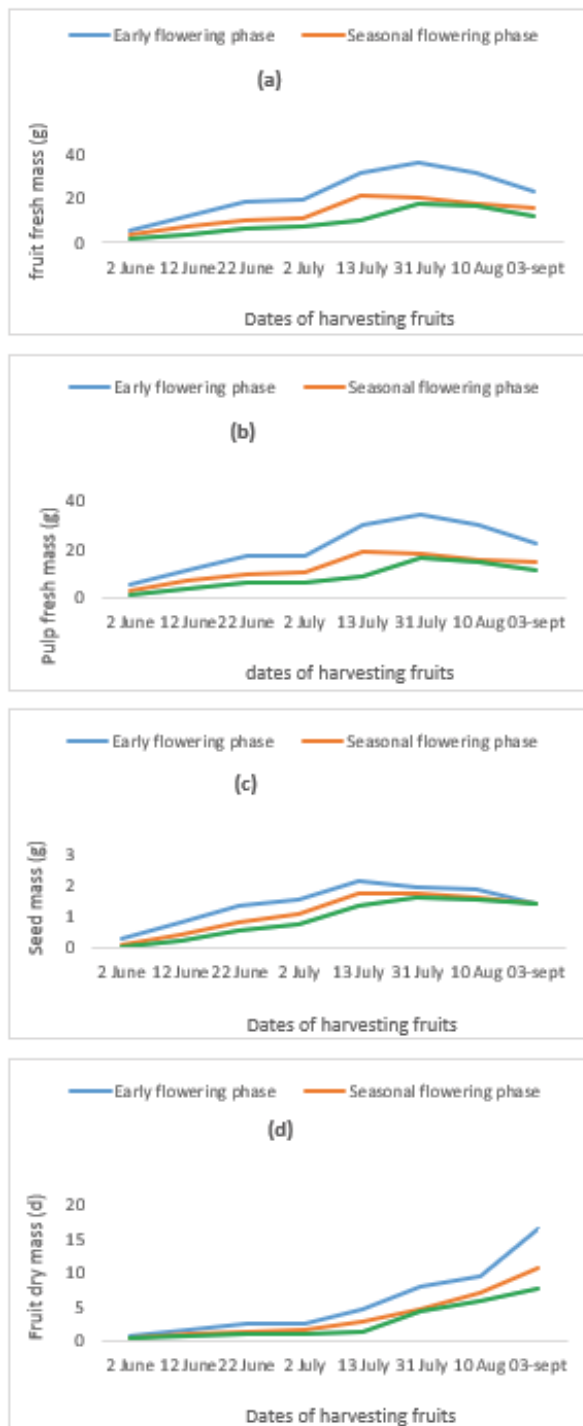 Early flowering phase Seasonal flowering phase
(a)
fruit fresh mass (g)
40
20
0
2 June 12 June 22 June 2 July 13 July 31 July 10 Aug 03-sept
Dates of harvesting fruits
Early flowering phase Seasonal flowering phase
(b)
Pulp fresh mass (g)
40
20
0
2 June 12 June 22 June 2 July 13 July 31 July 10 Aug 03-sept
dates of harvesting fruits
Early flowering phase Seasonal flowering phase
(c)
Seed mass (g)
3
2
1
0
2 June 12 June 22 June 2 July 13 July 31 July 10 Aug 03-sept
Dates of harvesting fruits
Early flowering phase Seasonal flowering phase
(d)
Fruit dry mass (d)
20
15
10
5
0
2 June 12 June 22 June 2 July 13 July 31 July 10 Aug 03-sept
Dates of harvesting fruits